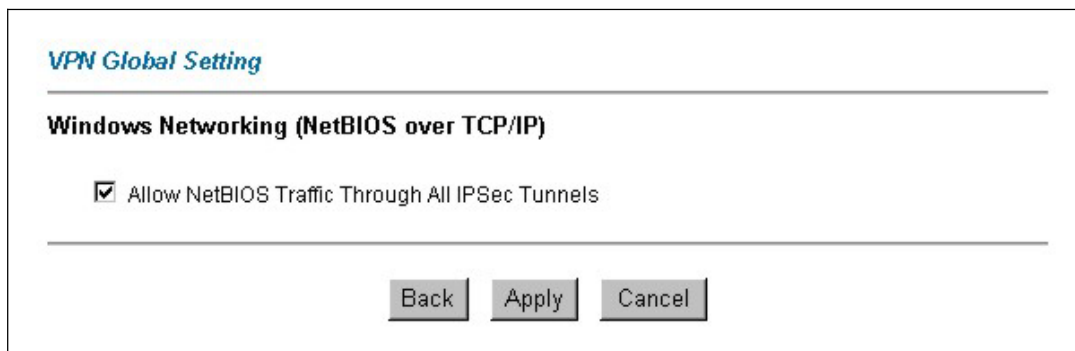 VPN Global Setting
Windows Networking (NetBIOS over TCP/IP)
Allow NetBIOS Traffic Through All IPSec Tunnels
Back Apply Cancel